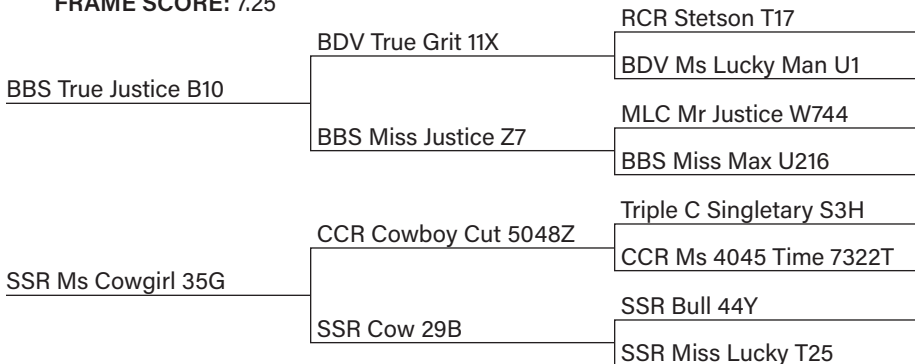 FRAME SCORE: 7.25
RCR Stetson T17
BDV True Grit 11X
BDV Ms Lucky Man U1
BBS True Justice B10
MLC Mr Justice W744
BBS Miss Justice Z7
BBS Miss Max U216
Triple C Singletary S3H
CCR Cowboy Cut 5048Z
CCR Ms 4045 Time 7322T
SSR Ms Cowgirl 35G
SSR Bull 44Y
SSR Cow 29B
SSR Miss Lucky T25